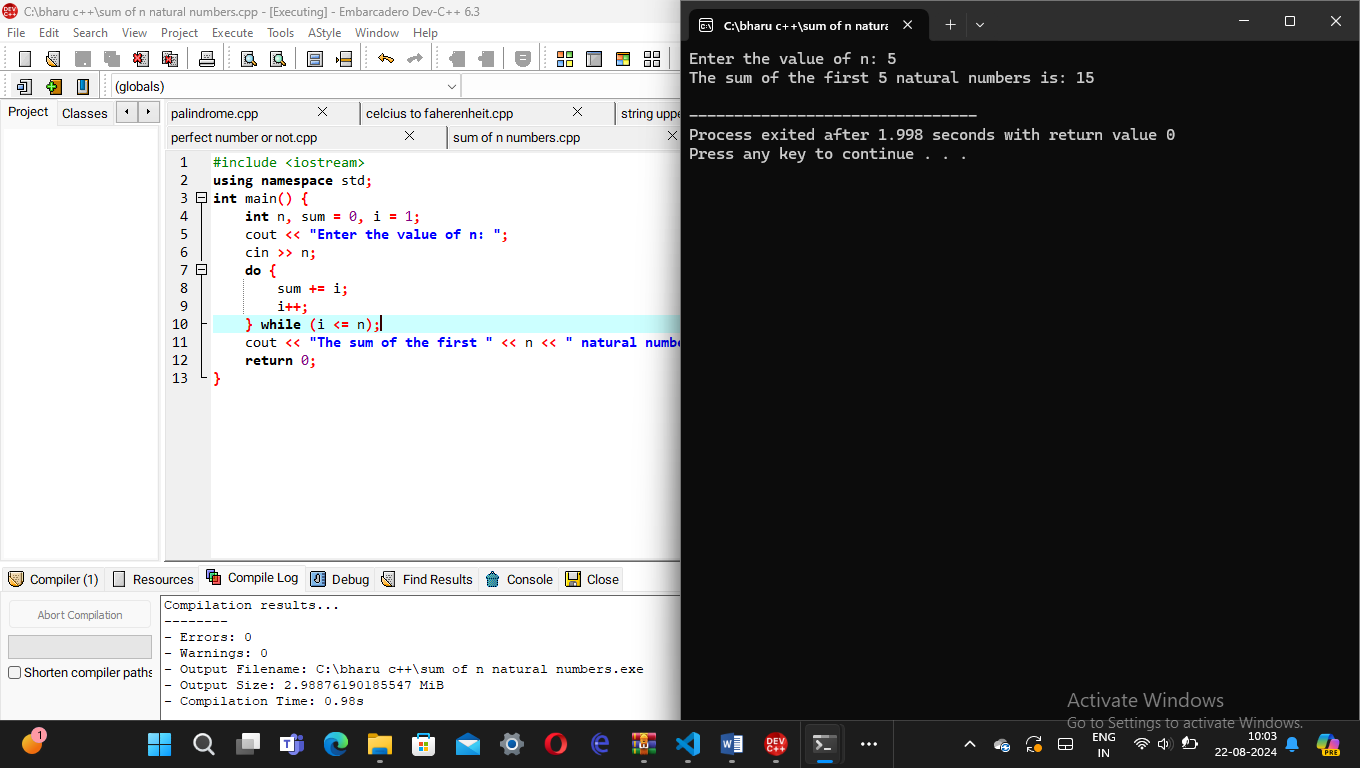 C:\bharu c++\sum of n natural numbers.cpp - [Executing] - Embarcadero Dev-C++ 6.3
File Edit Search View Project Execute Tools AStyle Window Help
(globals)
Project Classes
palindrome.cpp celcius to faherenheit.cpp string uppe
perfect number or not.cpp sum of n numbers.cpp
1 #include <iostream>
2 using namespace std;
3 int main() {
4 int n, sum = 0, i = 1;
5 cout << "Enter the value of n: ";
6 cin >> n;
7 do {
8 sum += i;
9 i++;
10 } while (i <= n);
11 cout << "The sum of the first " << n << " natural numbe
12 return 0;
13 }
Compiler (1) Resources Compile Log Debug Find Results Console Close
Abort Compilation
Shorten compiler paths
Compilation results...
--------
- Errors: 0
- Warnings: 0
- Output Filename: C:\bharu c++\sum of n natural numbers.exe
- Output Size: 2.98876190185547 MiB
- Compilation Time: 0.98s
C:\bharu c++\sum of n natura
Enter the value of n: 5
The sum of the first 5 natural numbers is: 15
--------------------------------
Process exited after 1.998 seconds with return value 0
Press any key to continue . . .
Activate Windows
Go to Settings to activate Windows.
1
DEV C++
ENG
IN
10:03
22-08-2024
PRE